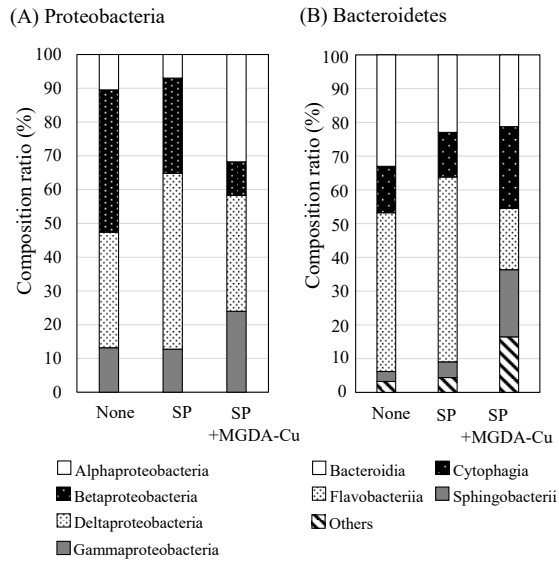 (A) Proteobacteria
Composition ratio (%)
100
90
80
70
60
50
40
30
20
10
0
None
SP
SP
+MGDA-Cu
Alphaproteobacteria
Betaproteobacteria
Deltaproteobacteria
Gammaproteobacteria
(B) Bacteroidetes
Composition ratio (%)
100
90
80
70
60
50
40
30
20
10
0
None
SP
SP
+MGDA-Cu
Bacteroidia
Cytophagia
Flavobacteriia
Sphingobacterii
Others